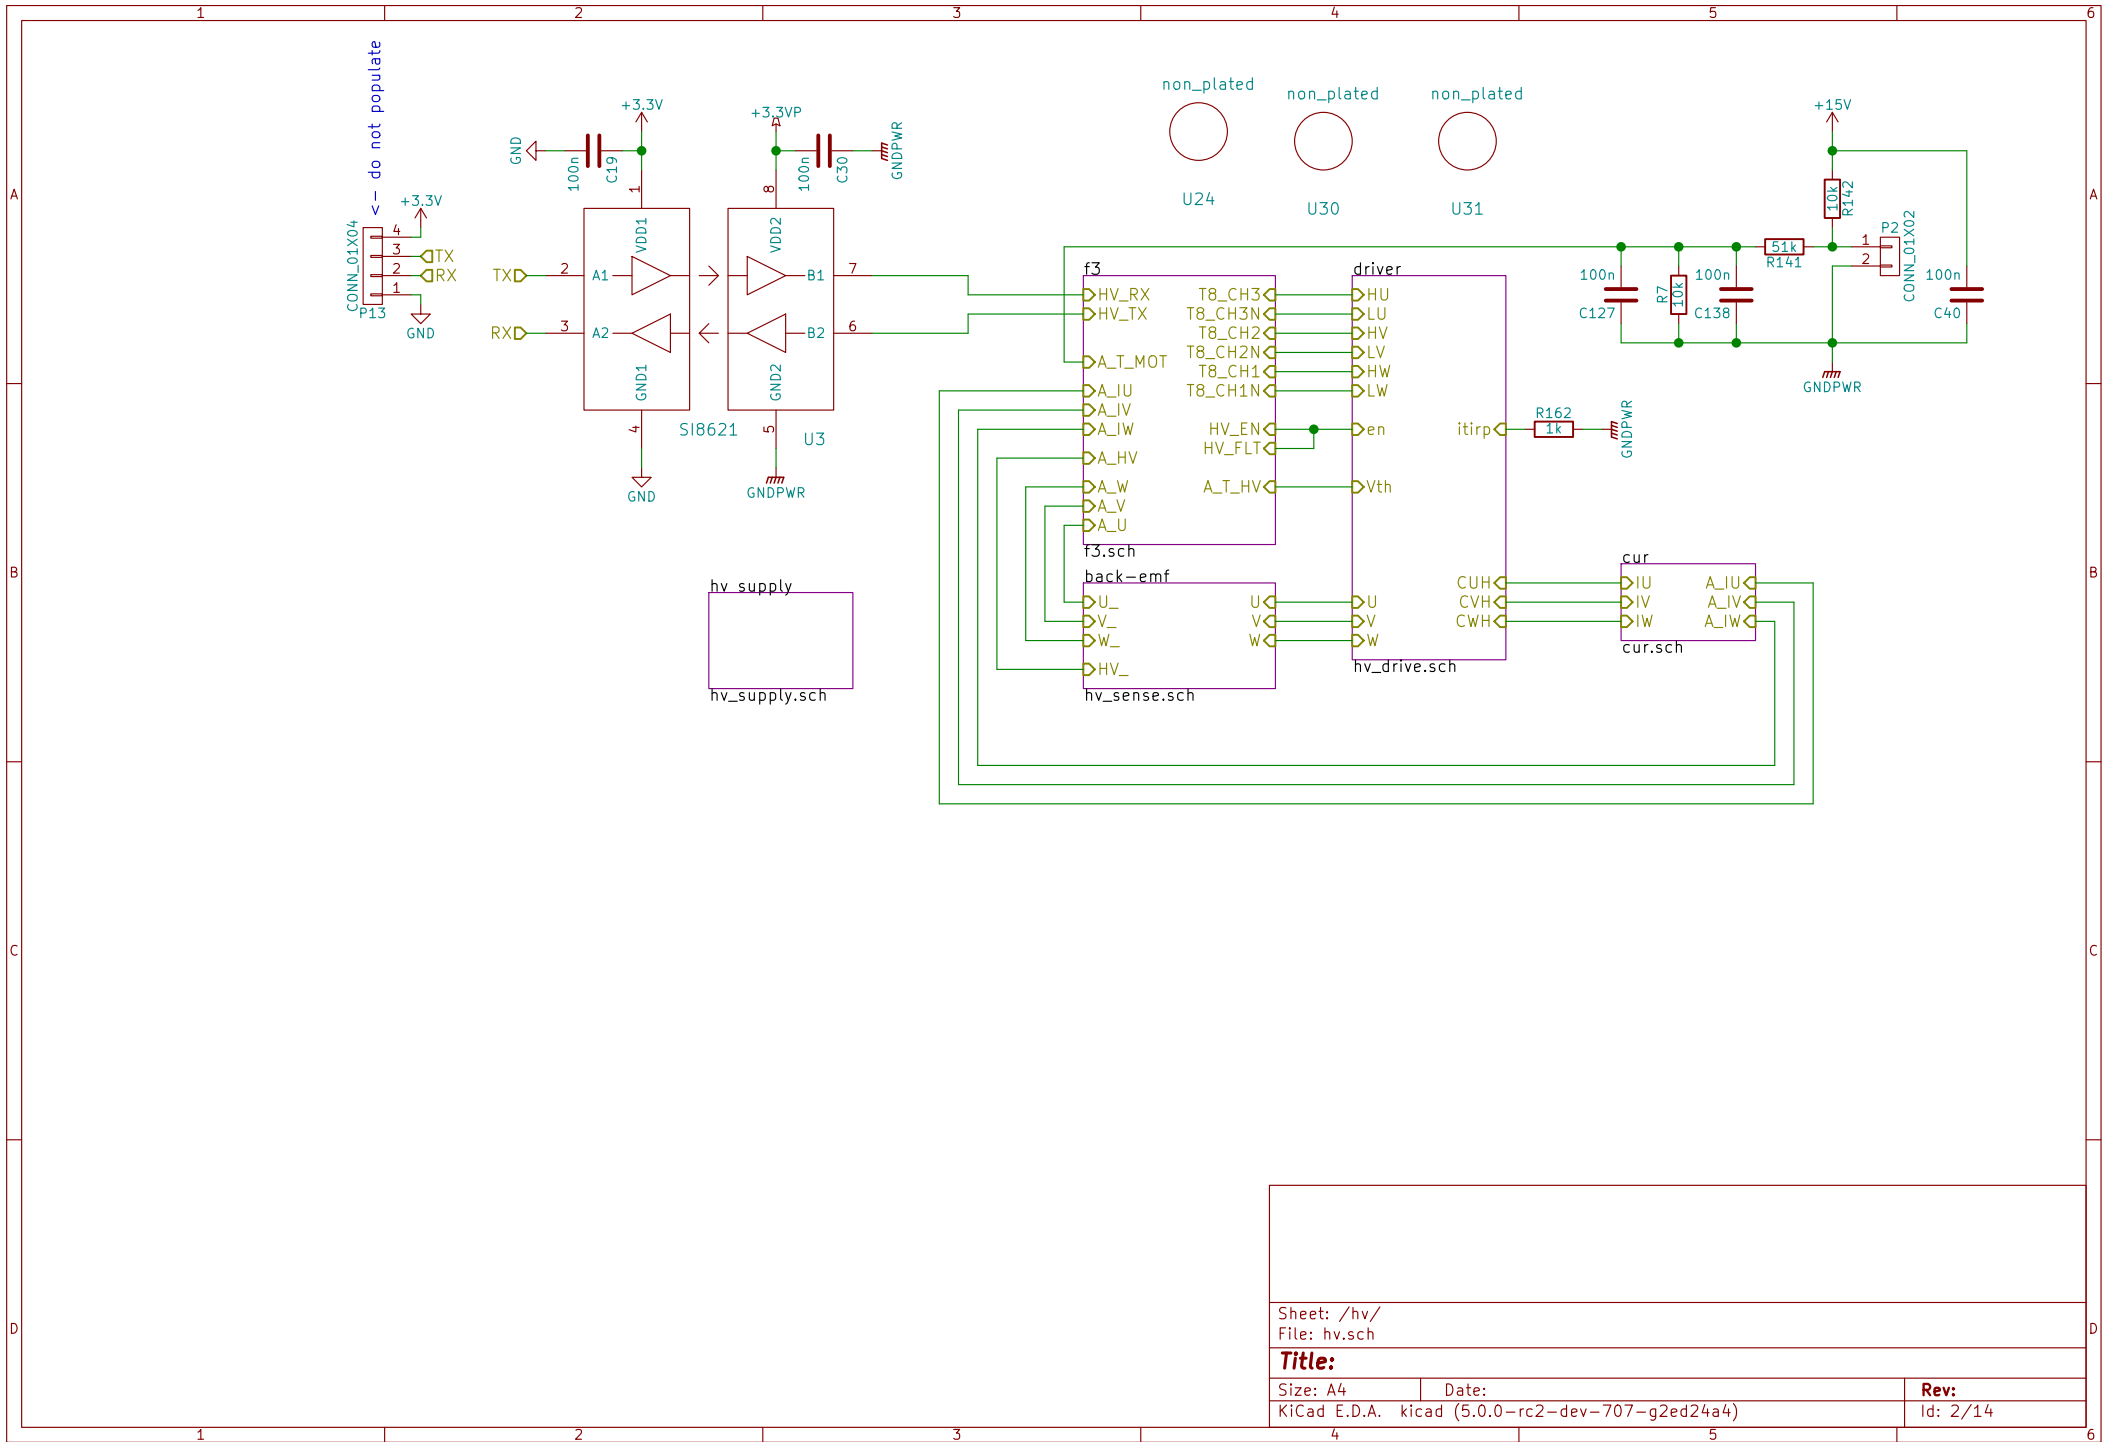 1 2 3 4 5 6
A
B
C
D
A
B
C
D
1 2 3 4 5 6
<- do not populate
+3.3V
CONN_01X04
4
3
2
1
TX
RX
P13
GND
GND
100n
C19
+3.3V
+3.3VP
100n
C30
GNDPWR
1
8
VDD1
VDD2
TX
2
A1
B1
7
RX
3
A2
B2
6
GND1
GND2
4
5
SI8621
U3
GND
GNDPWR
non_plated
U24
non_plated
U30
non_plated
U31
f3
HV_RX
HV_TX
A_T_MOT
A_IU
A_IV
A_IW
A_HV
A_W
A_V
A_U
T8_CH3
T8_CH3N
T8_CH2
T8_CH2N
T8_CH1
T8_CH1N
HV_EN
HV_FLT
A_T_HV
f3.sch
driver
HU
LU
HV
LV
HW
LW
en
Vth
U
V
W
itirp
CUH
CVH
CWH
hv_drive.sch
R162
1k
GNDPWR
back-emf
U_
V_
W_
HV_
U
V
W
hv_sense.sch
cur
IU
IV
IW
A_IU
A_IV
A_IW
cur.sch
hv_supply
hv_supply.sch
+15V
10k
R142
P2
1
2
CONN_01X02
51k
R141
100n
C127
R7
10k
100n
C138
100n
C40
GNDPWR
Sheet: /hv/
File: hv.sch
Title:
Size: A4
Date:
Rev:
KiCad E.D.A. kicad (5.0.0-rc2-dev-707-g2ed24a4)
Id: 2/14